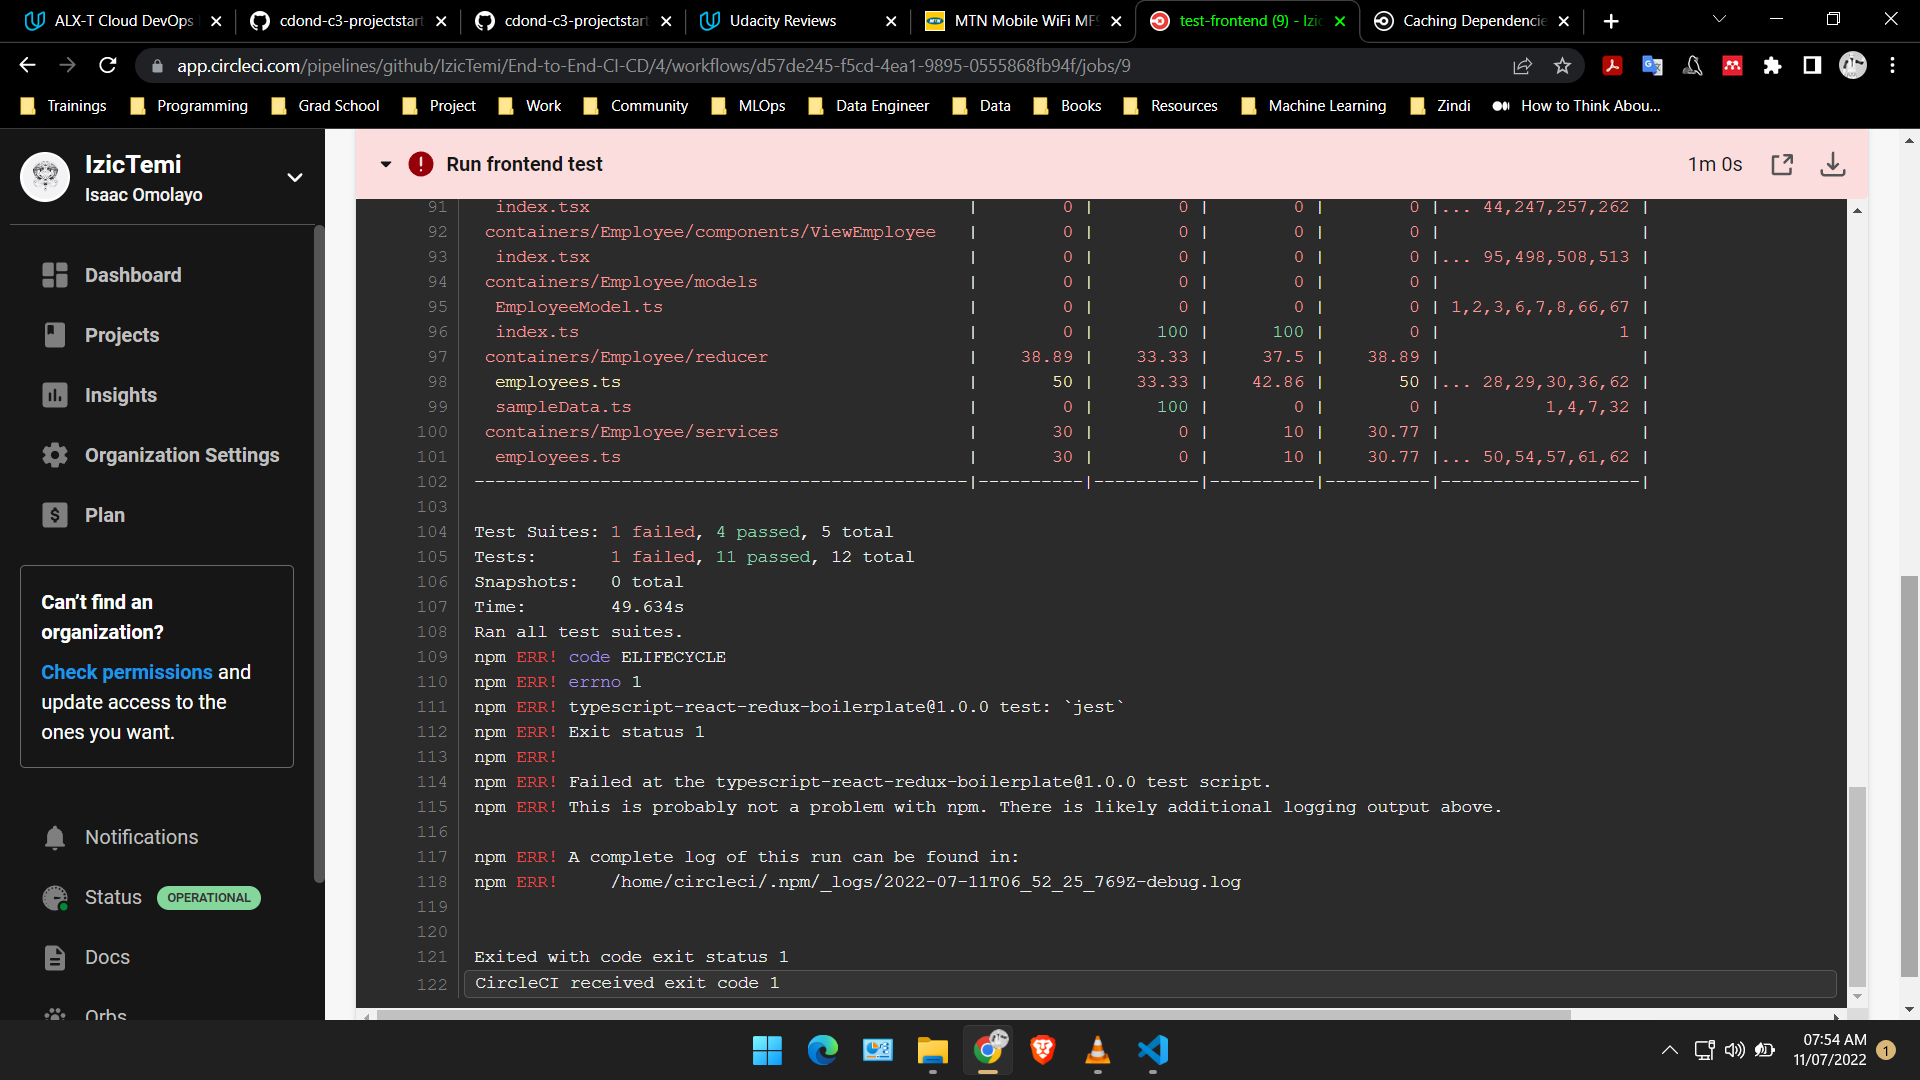 ALX-T Cloud DevOps
cdond-c3-projectstart
cdond-c3-projectstart
Udacity Reviews
MTN Mobile WiFi MF9
test-frontend (9) - Izic
Caching Dependencie
app.circleci.com/pipelines/github/IzicTemi/End-to-End-CI-CD/4/workflows/d57de245-f5cd-4ea1-9895-0555868fb94f/jobs/9
Trainings Programming Grad School Project Work Community MLOps Data Engineer Data Books Resources Machine Learning Zindi How to Think Abou...
IzicTemi
Isaac Omolayo
Dashboard
Projects
Insights
Organization Settings
Plan
Can't find an
organization?
Check permissions and
update access to the
ones you want.
Notifications
Status OPERATIONAL
Docs
Orbs
Run frontend test 1m 0s
91 index.tsx | 0 | 0 | 0 | 0 |... 44,247,257,262 |
92 containers/Employee/components/ViewEmployee | 0 | 0 | 0 | 0 | |
93 index.tsx | 0 | 0 | 0 | 0 |... 95,498,508,513 |
94 containers/Employee/models | 0 | 0 | 0 | 0 | |
95 EmployeeModel.ts | 0 | 0 | 0 | 0 | 1,2,3,6,7,8,66,67 |
96 index.ts | 0 | 100 | 100 | 0 | 1 |
97 containers/Employee/reducer | 38.89 | 33.33 | 37.5 | 38.89 | |
98 employees.ts | 50 | 33.33 | 42.86 | 50 |... 28,29,30,36,62 |
99 sampleData.ts | 0 | 100 | 0 | 0 | 1,4,7,32 |
100 containers/Employee/services | 30 | 0 | 10 | 30.77 | |
101 employees.ts | 30 | 0 | 10 | 30.77 |... 50,54,57,61,62 |
102 -----------------------------------------------|----------|----------|----------|----------|-------------------|
103
104 Test Suites: 1 failed, 4 passed, 5 total
105 Tests: 1 failed, 11 passed, 12 total
106 Snapshots: 0 total
107 Time: 49.634s
108 Ran all test suites.
109 npm ERR! code ELIFECYCLE
110 npm ERR! errno 1
111 npm ERR! typescript-react-redux-boilerplate@1.0.0 test: `jest`
112 npm ERR! Exit status 1
113 npm ERR!
114 npm ERR! Failed at the typescript-react-redux-boilerplate@1.0.0 test script.
115 npm ERR! This is probably not a problem with npm. There is likely additional logging output above.
116
117 npm ERR! A complete log of this run can be found in:
118 npm ERR! /home/circleci/.npm/_logs/2022-07-11T06_52_25_769Z-debug.log
119
120
121 Exited with code exit status 1
122 CircleCI received exit code 1
07:54 AM
11/07/2022
1